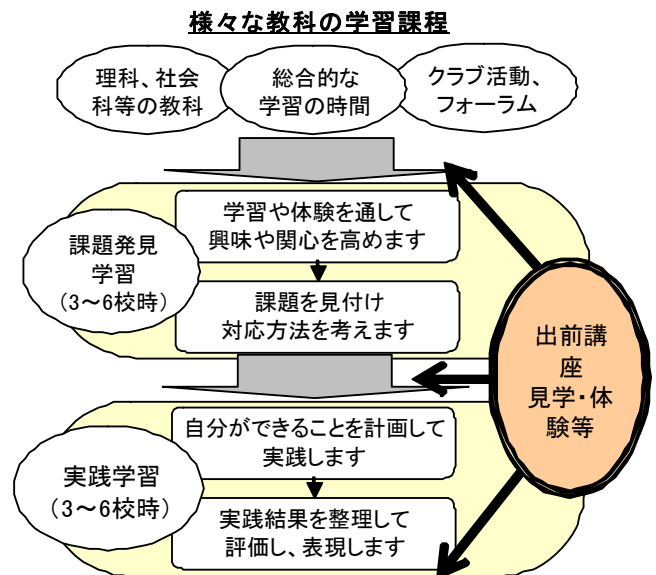 様々な教科の学習課程
理科、社会
科等の教科
総合的な
学習の時間
クラブ活動、
フォーラム
学習や体験を通して
興味や関心を高めます
課題発見
学習
（3～6校時）
課題を見付け
対応方法を考えます
出前講
座
見学・体
験等
自分ができることを計画して
実践します
実践学習
（3～6校時）
実践結果を整理して
評価し、表現します